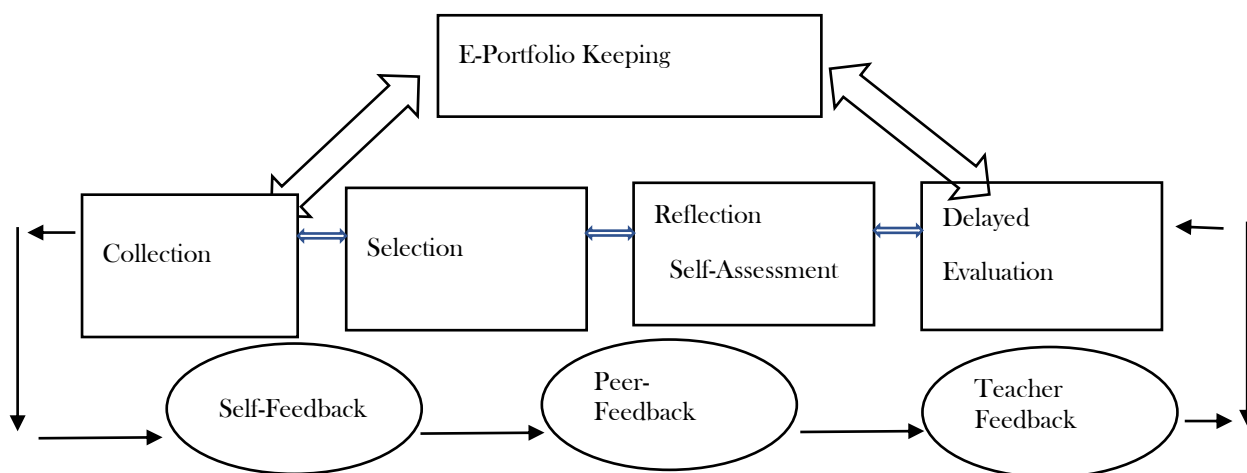 E-Portfolio Keeping
Collection
Selection
Reflection
Self-Assessment
Delayed
Evaluation
Self-Feedback
Peer-
Feedback
Teacher
Feedback